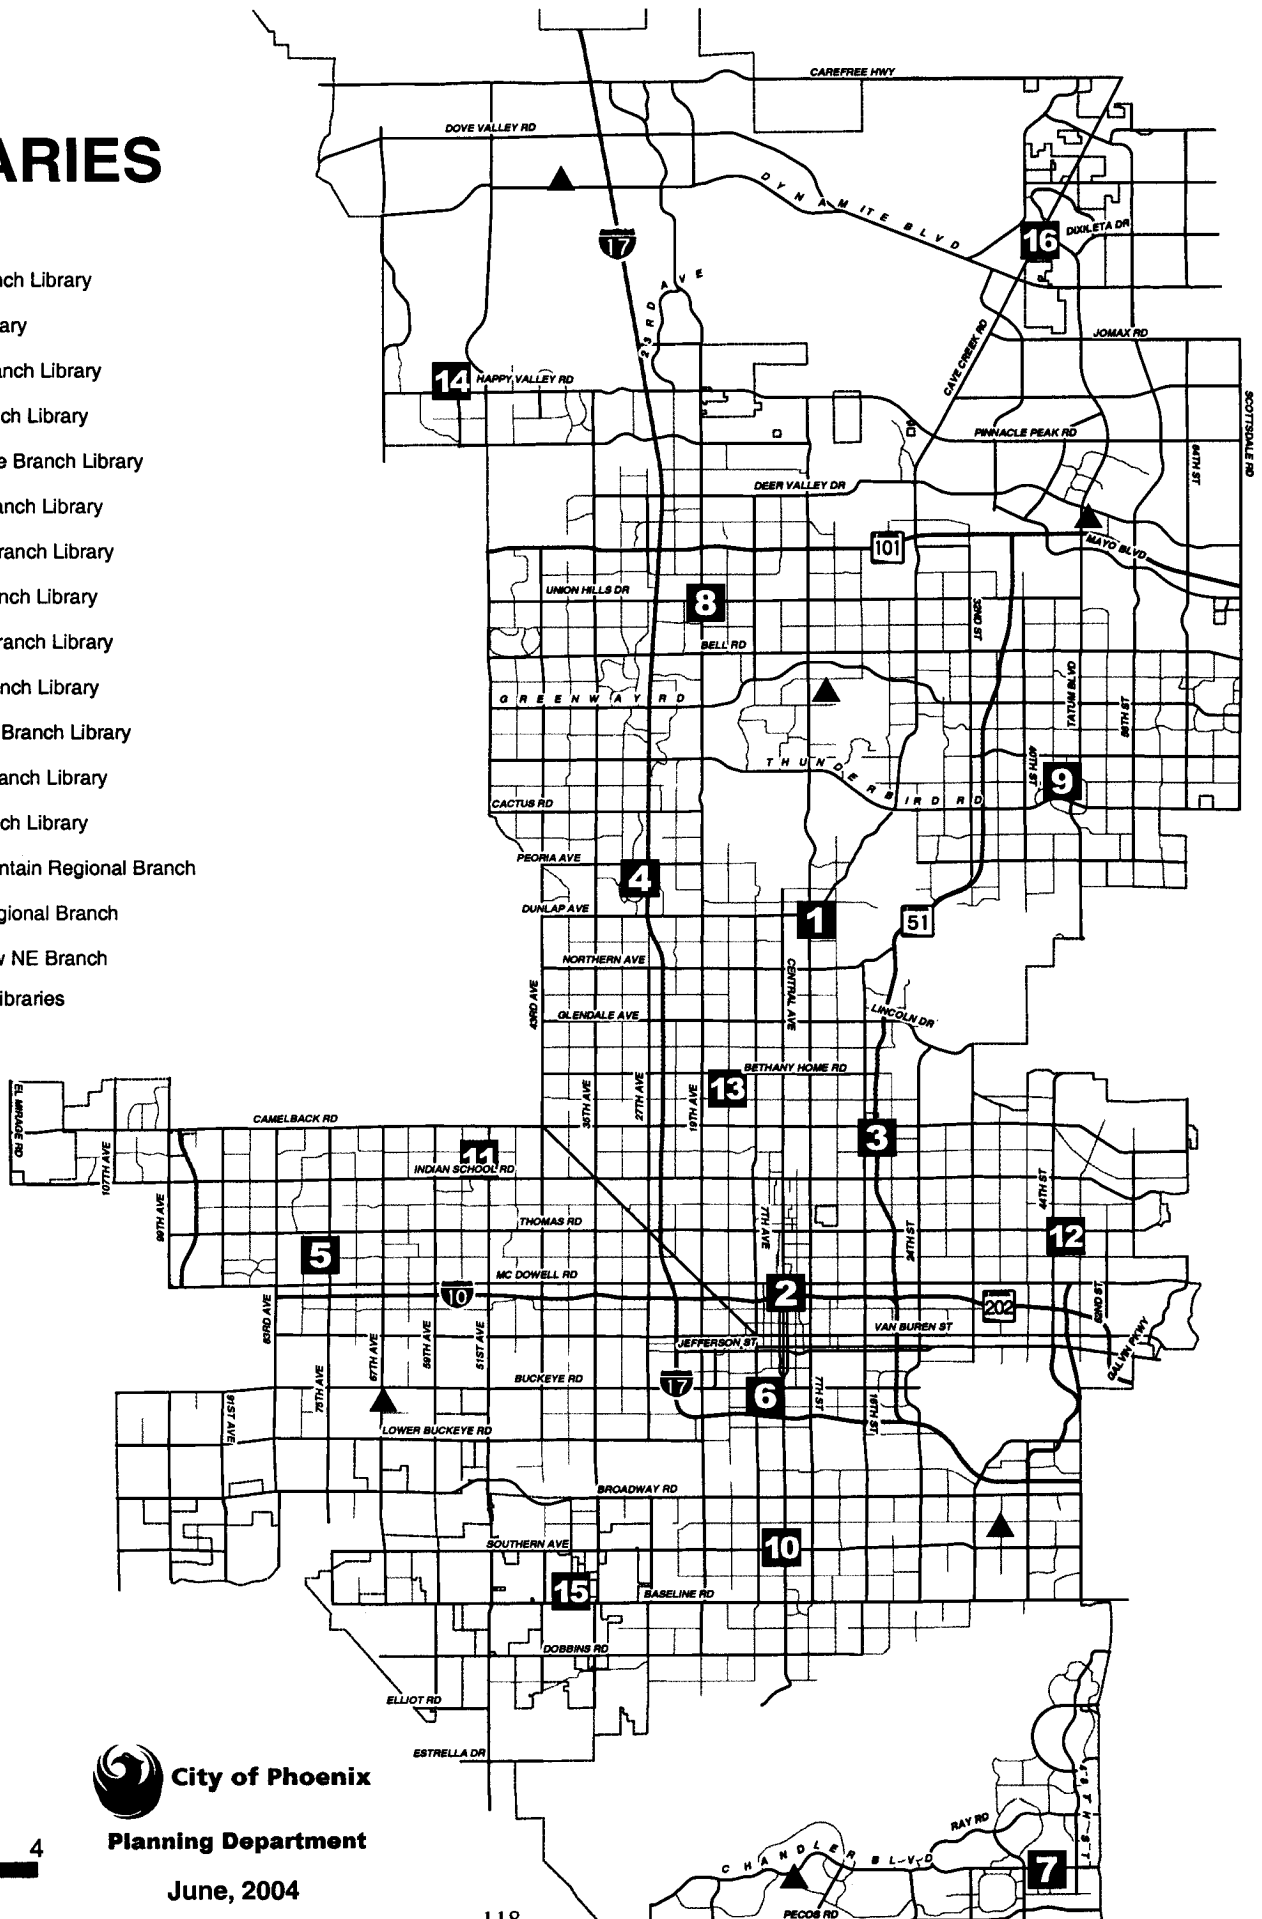 ARIES
nch Library
ary
anch Library
ch Library
e Branch Library
anch Library
ranch Library
nch Library
ranch Library
nch Library
Branch Library
anch Library
ch Library
ntain Regional Branch
gional Branch
w NE Branch
ibraries
CAREFREE HWY
DOVE VALLEY RD
DYNAMITE BLVD
DIXILETA DR
16
17
23RD AVE
JOMAX RD
CAVE CREEK RD
14
HAPPY VALLEY RD
SCOTTSDALE RD
PINNACLE PEAK RD
64TH ST
DEER VALLEY DR
101
MAYO BLVD
UNION HILLS DR
8
32ND ST
BELL RD
GREENWAY RD
TATUM BLVD
56TH ST
THUNDERBIRD RD
40TH ST
9
CACTUS RD
PEORIA AVE
4
DUNLAP AVE
1
51
NORTHERN AVE
CENTRAL AVE
43RD AVE
GLENDALE AVE
LINCOLN DR
BETHANY HOME RD
13
35TH AVE
27TH AVE
19TH AVE
EL MIRAGE RD
CAMELBACK RD
3
107TH AVE
11
INDIAN SCHOOL RD
44TH ST
99TH AVE
THOMAS RD
7TH AVE
24TH ST
12
5
MC DOWELL RD
10
2
202
52ND ST
83RD AVE
VAN BUREN ST
67TH AVE
59TH AVE
51ST AVE
JEFFERSON ST
GALVIN PKWY
75TH AVE
BUCKEYE RD
17
6
7TH ST
16TH ST
91ST AVE
LOWER BUCKEYE RD
BROADWAY RD
SOUTHERN AVE
10
15
BASELINE RD
DOBBINS RD
ELLIOT RD
ESTRELLA DR
City of Phoenix
48TH ST
RAY RD
Planning Department
4
CHANDLER BLVD
7
June, 2004
PECOS RD
118